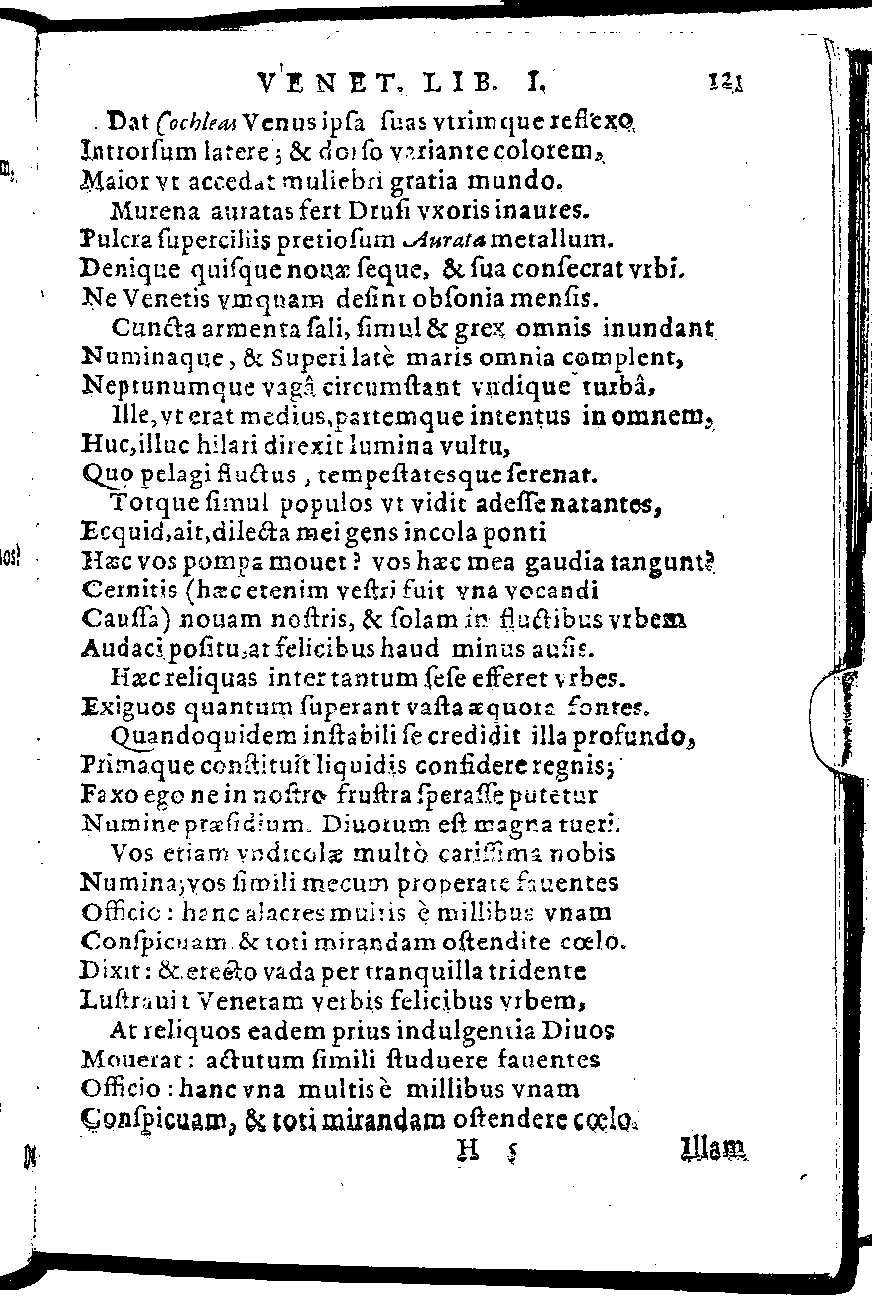 VENET. LIB. I. 121
Dat Cochleas Venus ipſa ſuas vtrimque reflexo
Introrſum latere; & dorſo variante colorem,
Maior vt accedat muliebri gratia mundo.
Murena auratas fert Druſi vxoris inaures.
Pulcra ſuperciliis pretioſum Aurata metallum.
Denique quiſque nouæ ſeque, & ſua conſecrat vrbi.
Ne Venetis vmquam deſint obſonia menſis.
Cuncta armenta ſali, ſimul & grex omnis inundant
Numinaque, & Superi latè maris omnia complent,
Neptunumque vagâ circumſtant vndique turbâ,
Ille, vt erat medius, partemque intentus in omnem,
Huc, illuc hilari direxit lumina vultu,
Quo pelagi fluctus, tempeſtatesque ſerenat.
Totque ſimul populos vt vidit adeſſe natantes,
Ecquid, ait, dilecta mei gens incola ponti
Hæc vos pompa mouet? vos hæc mea gaudia tangunt?
Cernitis (hæc etenim veſtri fuit vna vocandi
Cauſſa) nouam noſtris, & ſolam in fluctibus vrbem
Audaci poſitu, at felicibus haud minus auſis.
Hæc reliquas inter tantum ſeſe efferet vrbes.
Exiguos quantum ſuperant vaſta æquora fontes.
Quandoquidem inſtabili ſe credidit illa profundo,
Primaque conſtituit liquidis confidere regnis;
Faxo ego ne in noſtro fruſtra ſperaſſe putetur
Numine præſidium. Diuorum eſt magna tueri.
Vos etiam vndicolæ multò cariſſima nobis
Numina; vos ſimili mecum properate fauentes
Officio: hanc alacres multis è millibus vnam
Conſpicuam & toti mirandam oſtendite cœlo.
Dixit: & erecto vada per tranquilla tridente
Luſtrauit Venetam verbis felicibus vrbem,
At reliquos eadem prius indulgentia Diuos
Mouerat: actutum ſimili ſtuduere fauentes
Officio: hanc vna multis è millibus vnam
Conſpicuam, & toti mirandam oſtendere cœlo.
H 5 Illam